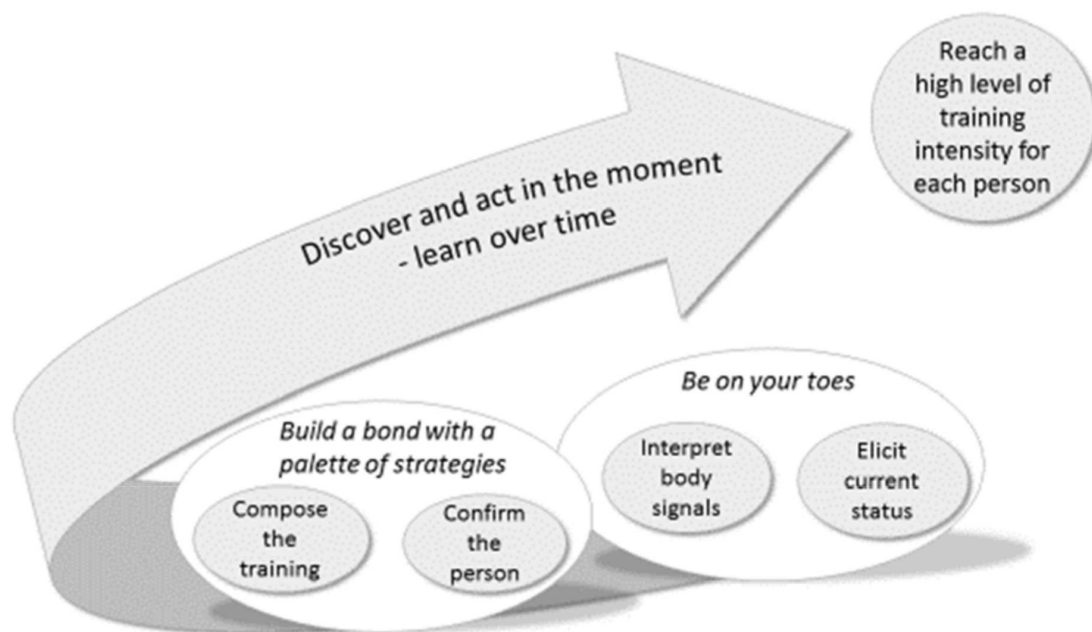 Reach a
high level of
training
intensity for
each person
Discover and act in the moment
- learn over time
Be on your toes
Interpret
body
signals
Elicit
current
status
Build a bond with a
palette of strategies
Compose
the
training
Confirm
the
person